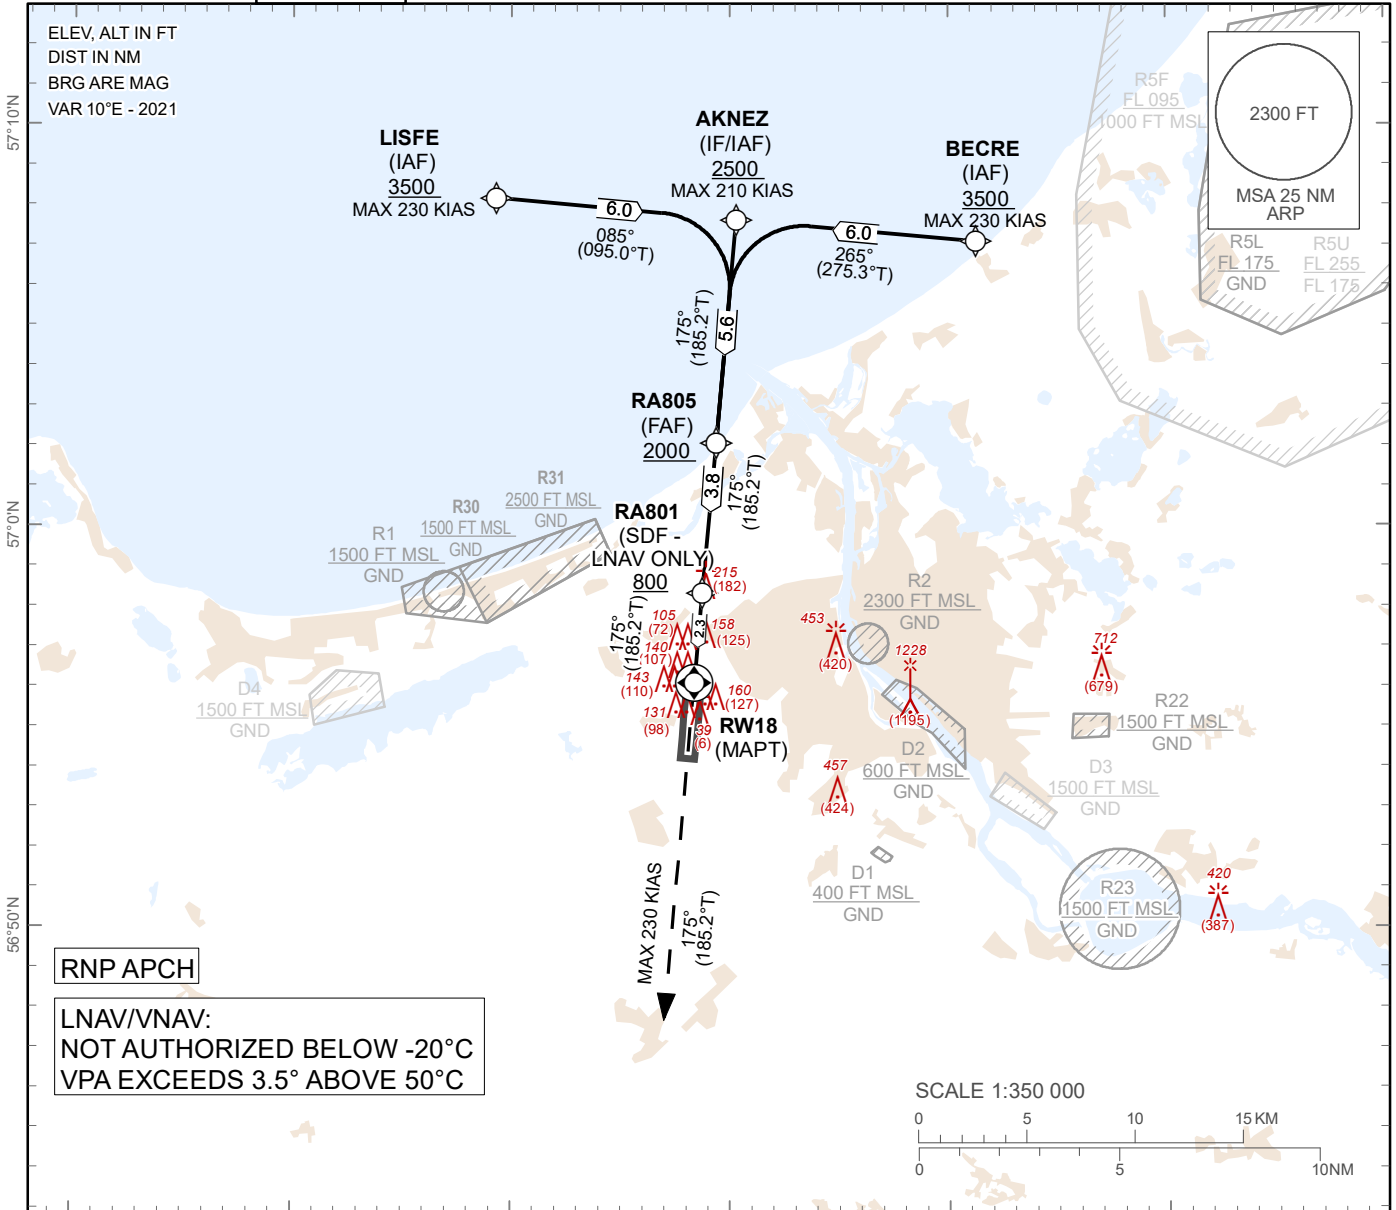 ELEV, ALT IN FT
DIST IN NM
BRG ARE MAG
VAR 10°E - 2021
57°10'N
57°0'N
56°50'N
LISFE
(IAF)
3500
MAX 230 KIAS
AKNEZ
(IF/IAF)
2500
MAX 210 KIAS
BECRE
(IAF)
3500
MAX 230 KIAS
R5F
FL 095
1000 FT MSL
2300 FT
MSA 25 NM
ARP
R5L
FL 175
GND
R5U
FL 255
FL 175
6.0
085°
(095.0°T)
6.0
265°
(275.3°T)
175°
(185.2°T)
5.6
RA805
(FAF)
2000
3.8
175°
(185.2°T)
R31
2500 FT MSL
GND
R30
1500 FT MSL
GND
R1
1500 FT MSL
GND
RA801
(SDF -
LNAV ONLY)
800
215
(182)
175°
(185.2°T)
2.3
105
(72)
158
(125)
140
(107)
143
(110)
160
(127)
131
(98)
39
(6)
RW18
(MAPT)
453
(420)
R2
2300 FT MSL
GND
1228
(1195)
712
(679)
R22
1500 FT MSL
GND
D4
1500 FT MSL
GND
D2
600 FT MSL
GND
D3
1500 FT MSL
GND
457
(424)
D1
400 FT MSL
GND
R23
1500 FT MSL
GND
420
(387)
MAX 230 KIAS
175°
(185.2°T)
RNP APCH
LNAV/VNAV:
NOT AUTHORIZED BELOW -20°C
VPA EXCEEDS 3.5° ABOVE 50°C
SCALE 1:350 000
0 5 10 15 KM
0 5 10NM